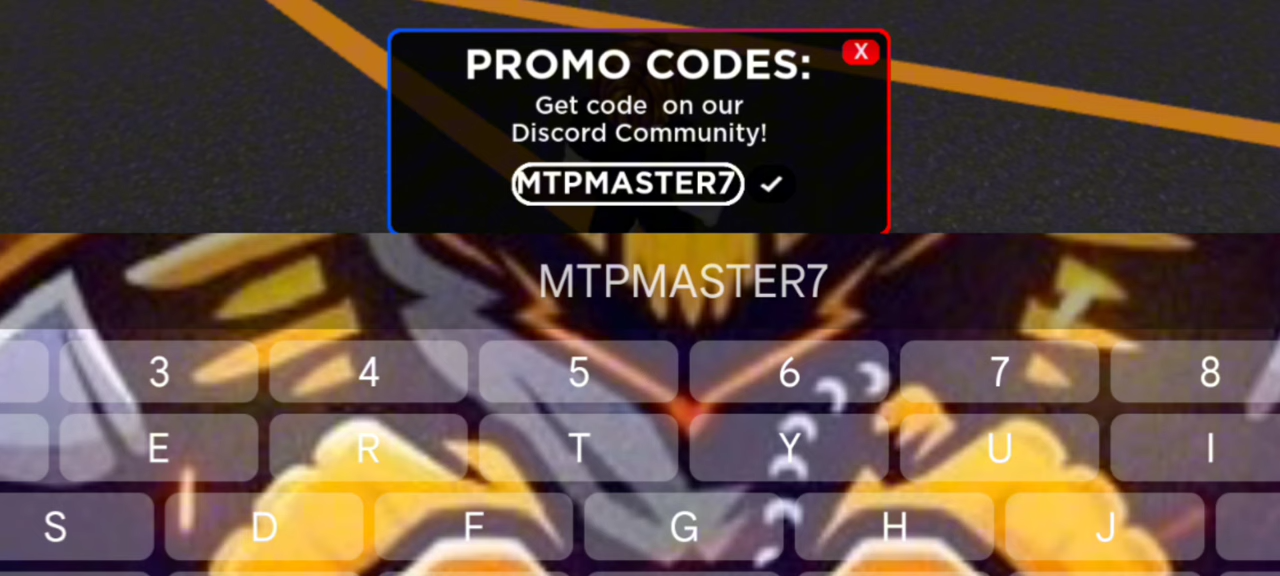 PROMO CODES:
X
Get code on our
Discord Community!
MTPMASTER7
MTPMASTER7
3 4 5 6 7 8
E R T Y U I
S D F G H J